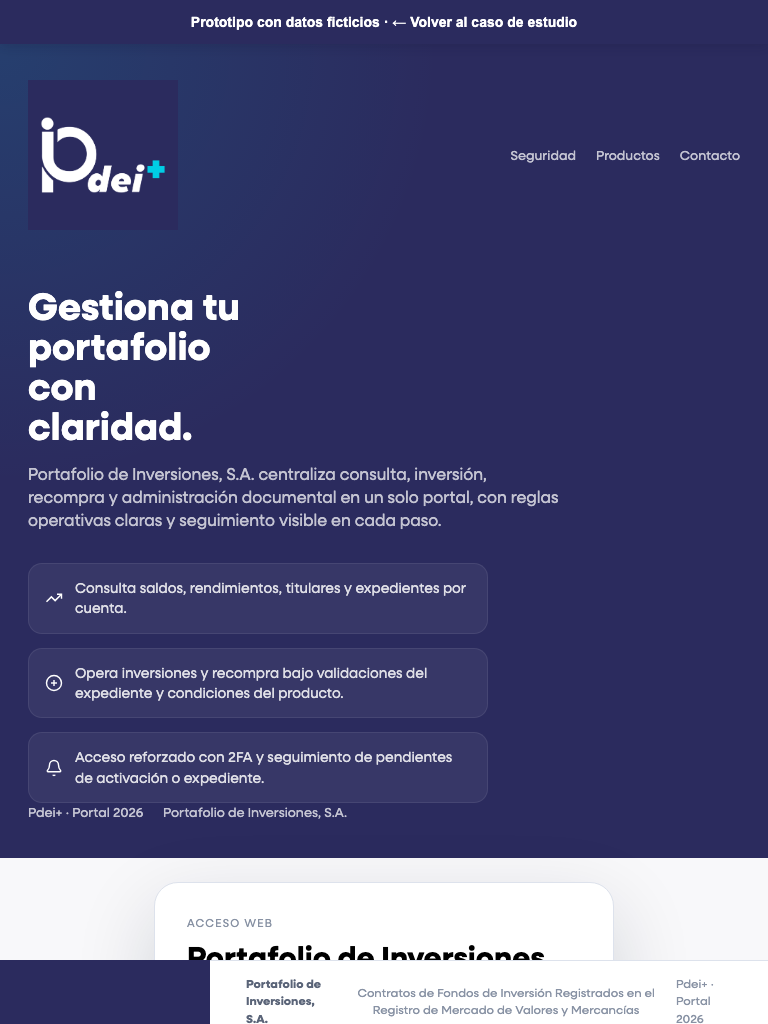 Prototipo con datos ficticios · ← Volver al caso de estudio
pdei+
Seguridad Productos Contacto
Gestiona tu
portafolio
con
claridad.
Portafolio de Inversiones, S.A. centraliza consulta, inversión,
recompra y administración documental en un solo portal, con reglas
operativas claras y seguimiento visible en cada paso.
Consulta saldos, rendimientos, titulares y expedientes por
cuenta.
Opera inversiones y recompra bajo validaciones del
expediente y condiciones del producto.
Acceso reforzado con 2FA y seguimiento de pendientes
de activación o expediente.
Pdei+ · Portal 2026 Portafolio de Inversiones, S.A.
ACCESO WEB
Portafolio de Inversiones
Portafolio de
Inversiones,
S.A.
Contratos de Fondos de Inversión Registrados en el
Registro de Mercado de Valores y Mercancías
Pdei+ ·
Portal
2026